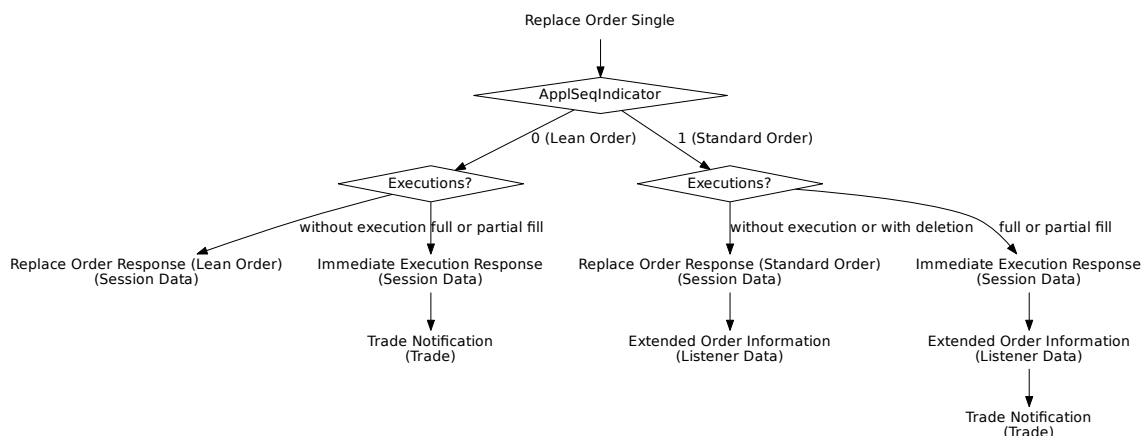 Replace Order Single
ApplSeqIndicator
0 (Lean Order)
1 (Standard Order)
Executions?
Executions?
without execution
full or partial fill
without execution or with deletion
full or partial fill
Replace Order Response (Lean Order)
(Session Data)
Immediate Execution Response
(Session Data)
Replace Order Response (Standard Order)
(Session Data)
Immediate Execution Response
(Session Data)
Trade Notification
(Trade)
Extended Order Information
(Listener Data)
Extended Order Information
(Listener Data)
Trade Notification
(Trade)